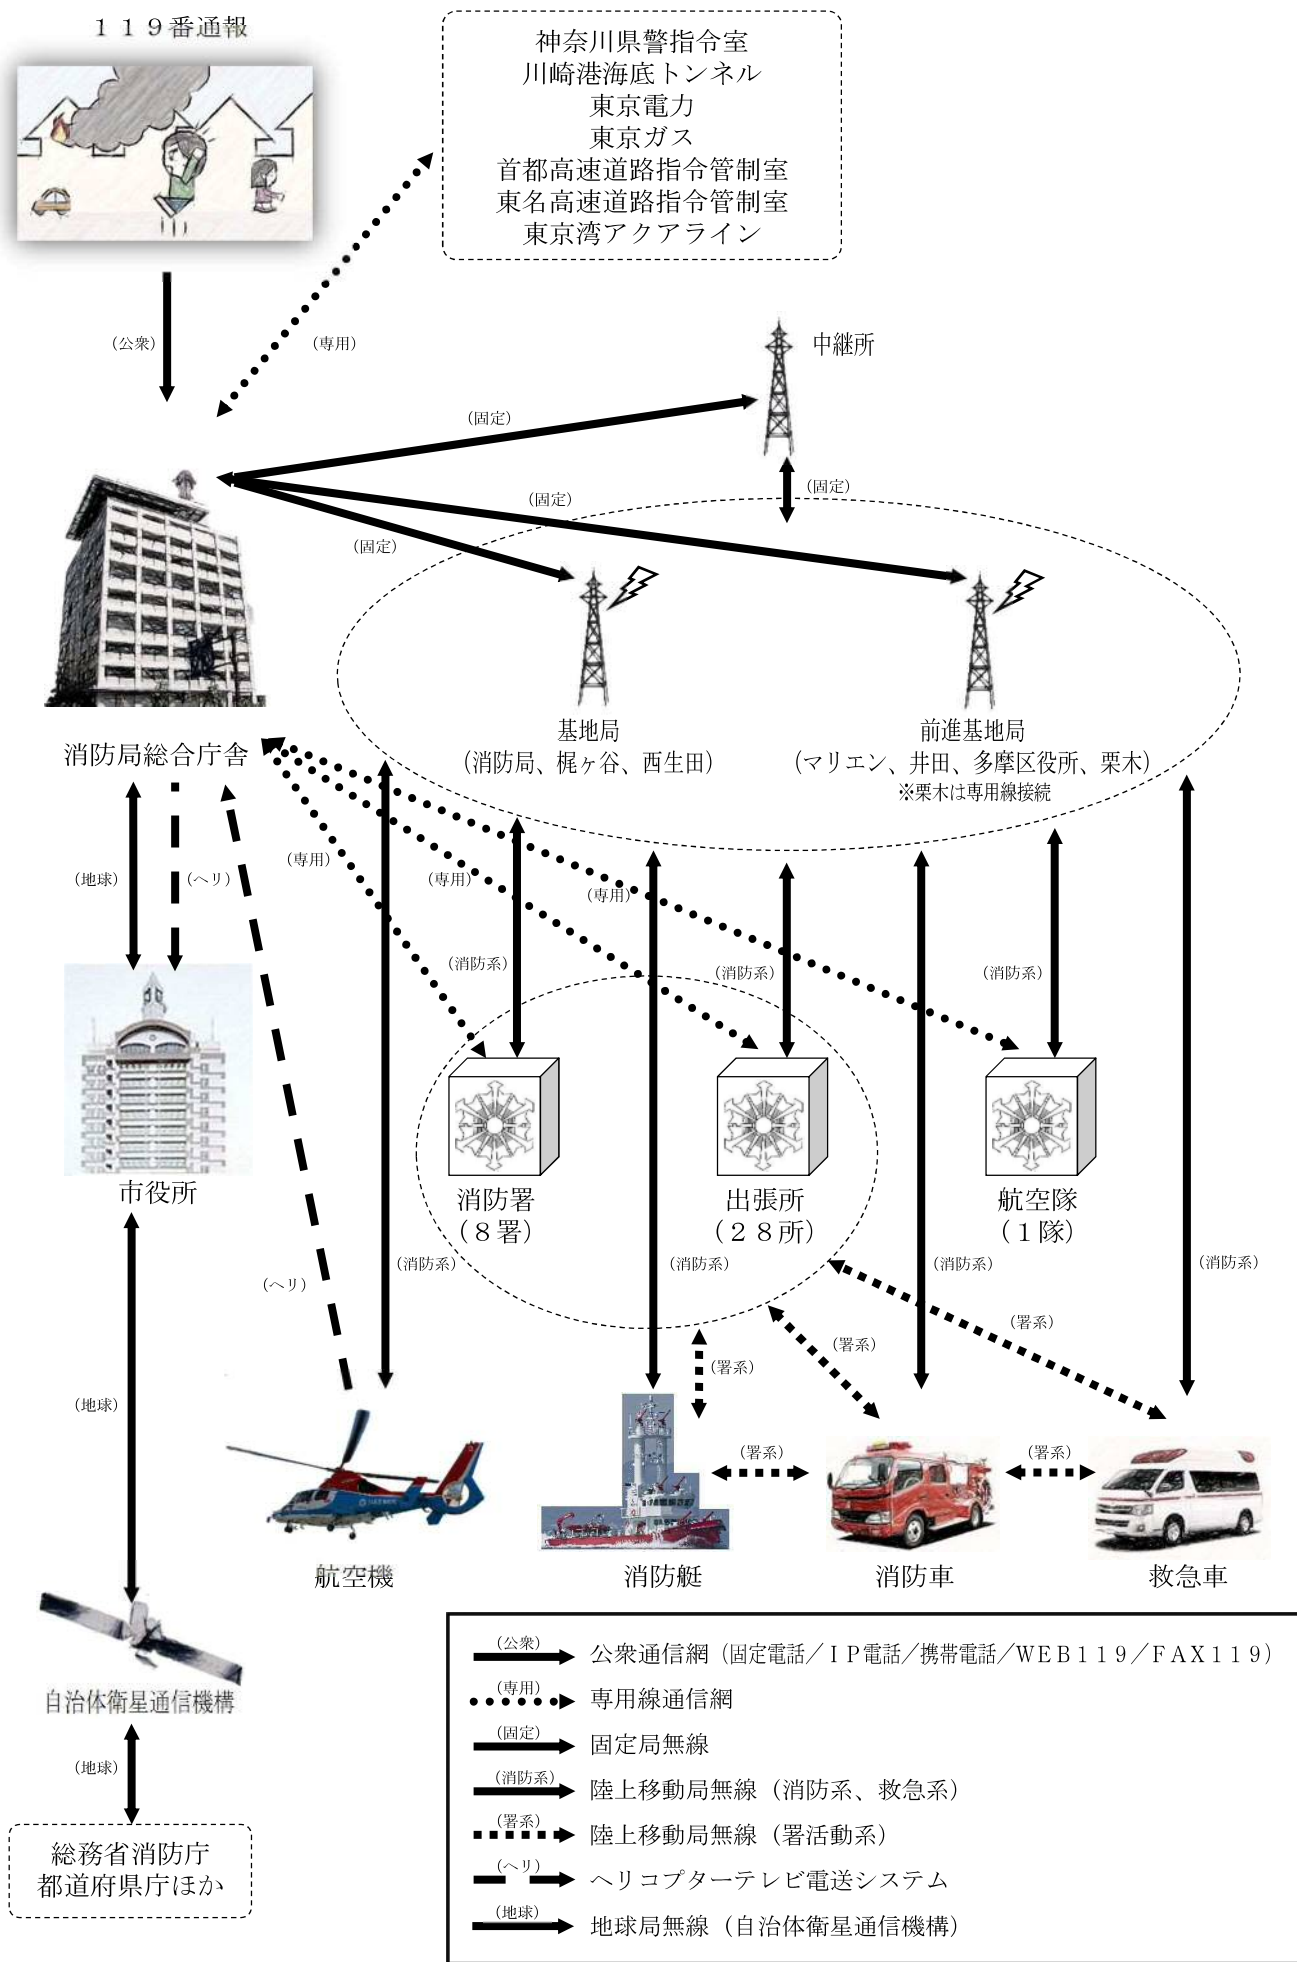 １１９番通報
神奈川県警指令室
川崎港海底トンネル
東京電力
東京ガス
首都高速道路指令管制室
東名高速道路指令管制室
東京湾アクアライン
(公衆)
(専用)
中継所
(固定)
(固定)
(固定)
(固定)
消防局総合庁舎
基地局
(消防局、梶ヶ谷、西生田)
前進基地局
(マリエン、井田、多摩区役所、栗木)
※栗木は専用線接続
(地球)
(ヘリ)
(専用)
(専用)
(専用)
(消防系)
(消防系)
(消防系)
市役所
消防署
(８署)
出張所
(２８所)
航空隊
(１隊)
(ヘリ)
(消防系)
(消防系)
(消防系)
(消防系)
(署系)
(署系)
(署系)
(地球)
(署系)
(署系)
航空機
消防艇
消防車
救急車
自治体衛星通信機構
(地球)
総務省消防庁
都道府県庁ほか
(公衆)
公衆通信網（固定電話／ＩＰ電話／携帯電話／ＷＥＢ１１９／ＦＡＸ１１９）
(専用)
専用線通信網
(固定)
固定局無線
(消防系)
陸上移動局無線（消防系、救急系）
(署系)
陸上移動局無線（署活動系）
(ヘリ)
ヘリコプターテレビ電送システム
(地球)
地球局無線（自治体衛星通信機構）